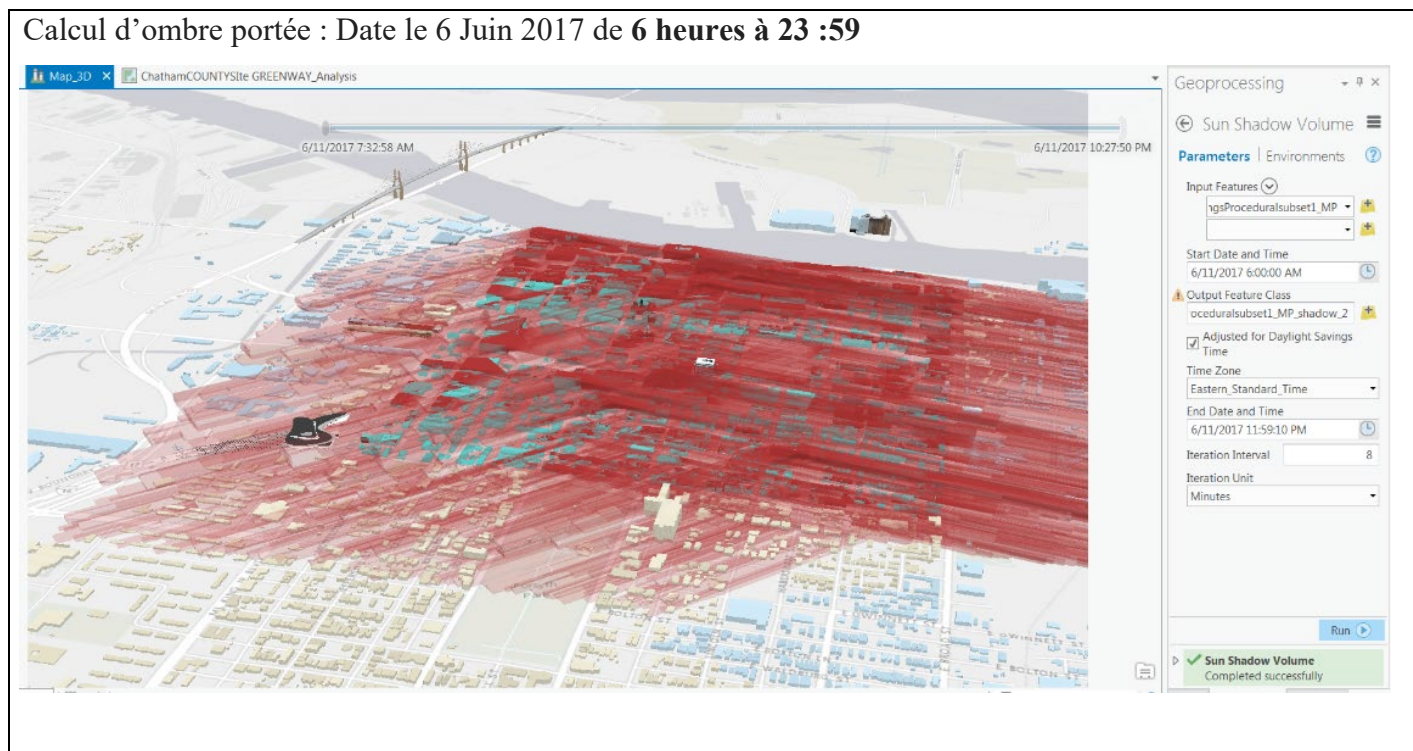 Calcul d’ombre portée : Date le 6 Juin 2017 de 6 heures à 23 :59
Map_3D
ChathamCOUNTYSIte GREENWAY_Analysis
6/11/2017 7:32:58 AM
6/11/2017 10:27:50 PM
Geoprocessing
Sun Shadow Volume
Parameters | Environments
Input Features
ngsProceduralsubset1_MP
Start Date and Time
6/11/2017 6:00:00 AM
Output Feature Class
oceduralsubset1_MP_shadow_2
Adjusted for Daylight Savings
Time
Time Zone
Eastern_Standard_Time
End Date and Time
6/11/2017 11:59:10 PM
Iteration Interval 8
Iteration Unit
Minutes
Run
Sun Shadow Volume
Completed successfully